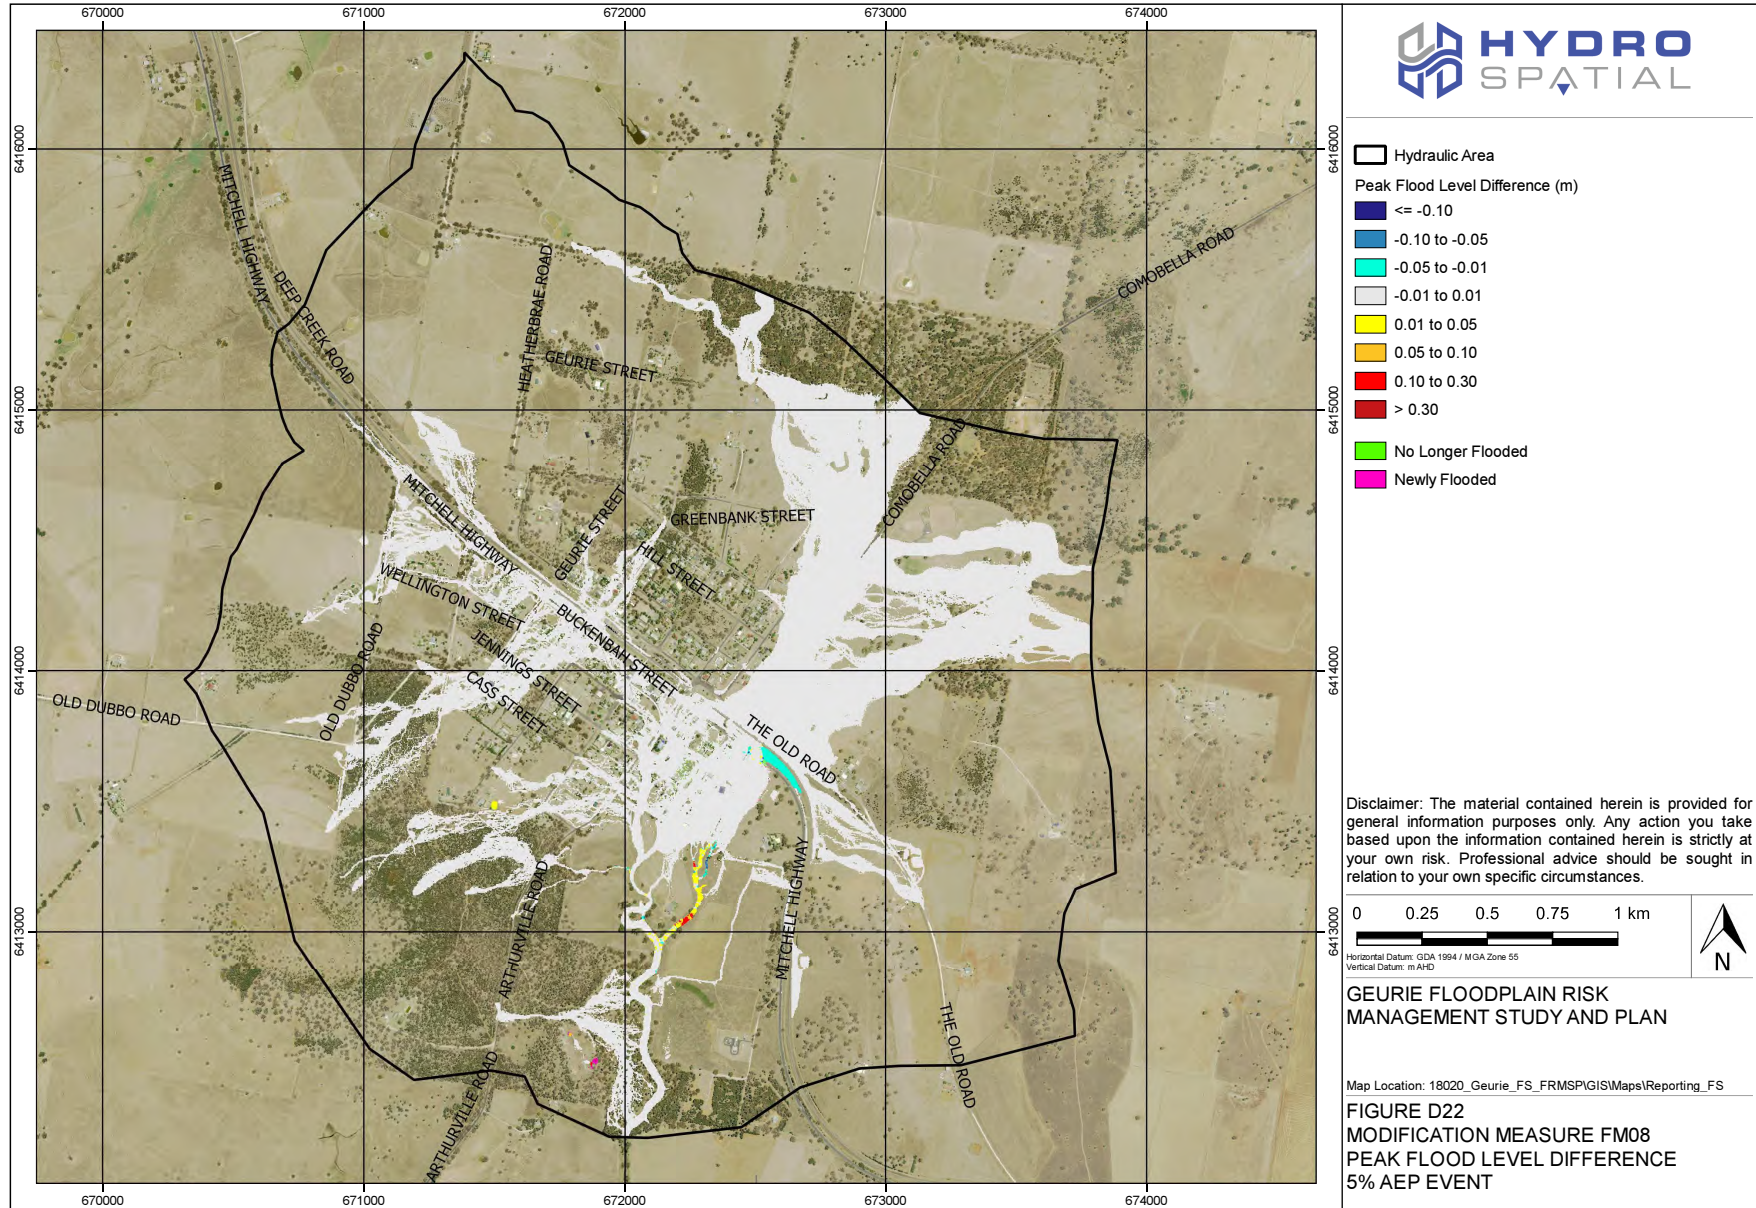 670000
671000
672000
673000
674000
6416000
6416000
6415000
6415000
6414000
6414000
6413000
6413000
670000
671000
672000
673000
674000
MITCHELL HIGHWAY
DEEP CREEK ROAD
HEATHERBRAE ROAD
GEURIE STREET
COMOBELLA ROAD
COMOBELLA ROAD
MITCHELL HIGHWAY
GEURIE STREET
GREENBANK STREET
HILL STREET
WELLINGTON STREET
BUCKENBAH STREET
JENNINGS STREET
CASS STREET
OLD DUBBO ROAD
OLD DUBBO ROAD
THE OLD ROAD
MITCHELL HIGHWAY
ARTHURVILLE ROAD
ARTHURVILLE ROAD
THE OLD ROAD
HYDRO
SPATIAL
Hydraulic Area
Peak Flood Level Difference (m)
<= -0.10
-0.10 to -0.05
-0.05 to -0.01
-0.01 to 0.01
0.01 to 0.05
0.05 to 0.10
0.10 to 0.30
> 0.30
No Longer Flooded
Newly Flooded
Disclaimer: The material contained herein is provided for
general information purposes only. Any action you take
based upon the information contained herein is strictly at
your own risk. Professional advice should be sought in
relation to your own specific circumstances.
0 0.25 0.5 0.75 1 km
Horizontal Datum: GDA 1994 / MGA Zone 55
Vertical Datum: m AHD
N
GEURIE FLOODPLAIN RISK
MANAGEMENT STUDY AND PLAN
Map Location: 18020_Geurie_FS_FRMSP\GIS\Maps\Reporting_FS
FIGURE D22
MODIFICATION MEASURE FM08
PEAK FLOOD LEVEL DIFFERENCE
5% AEP EVENT